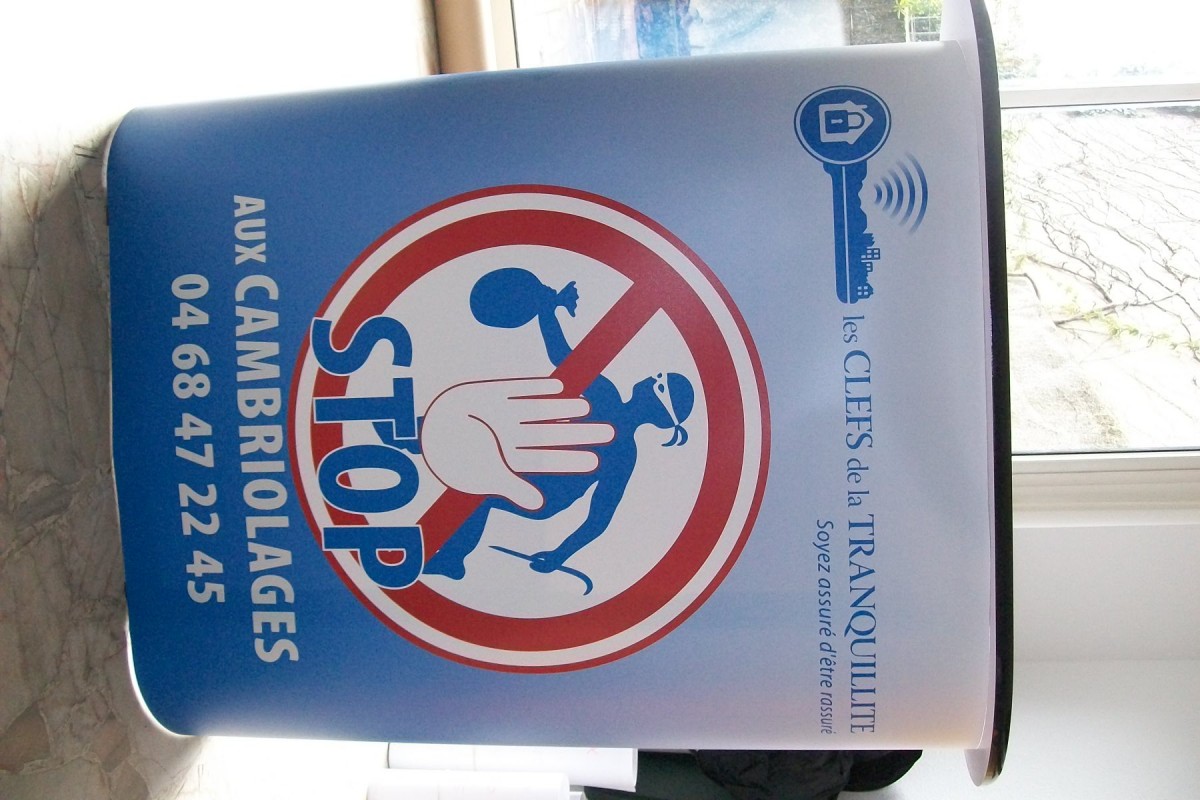 les CLEFS de la TRANQUILLITE
Soyez assuré d'être rassuré
STOP
AUX CAMBRIOLAGES
04 68 47 22 45